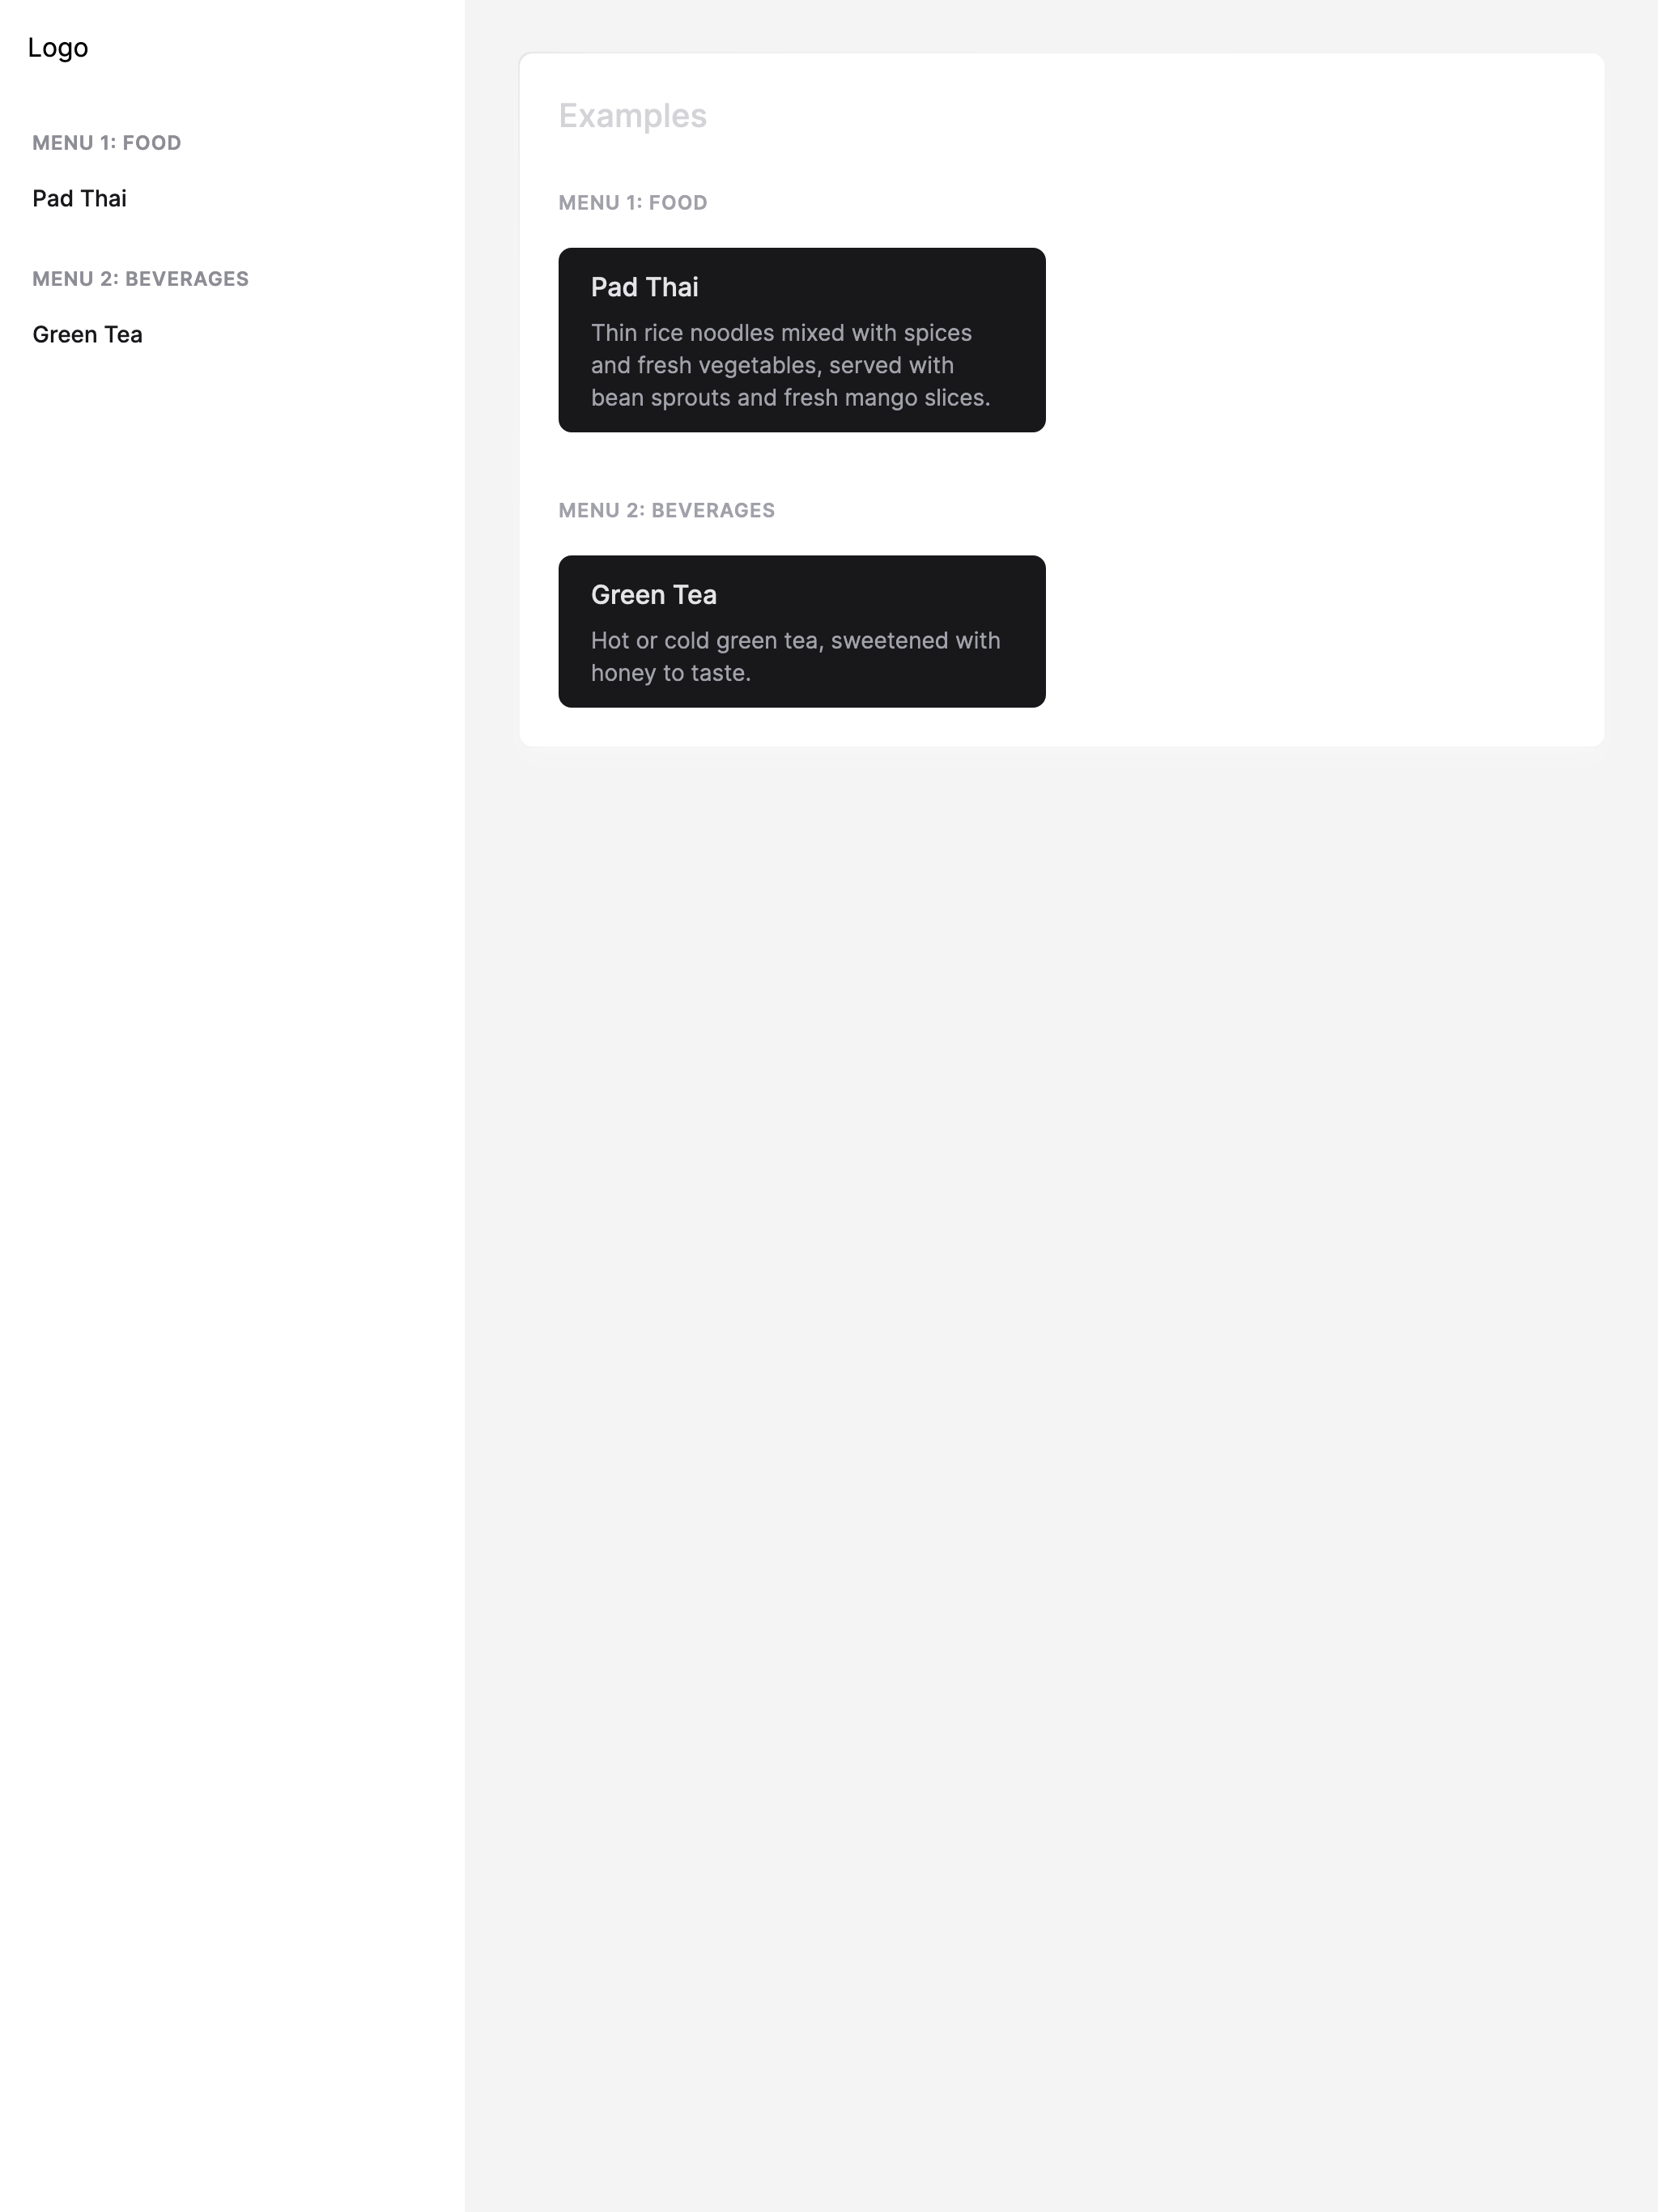 Logo
MENU 1: FOOD
Pad Thai
MENU 2: BEVERAGES
Green Tea
Examples
MENU 1: FOOD
Pad Thai
Thin rice noodles mixed with spices
and fresh vegetables, served with
bean sprouts and fresh mango slices.
MENU 2: BEVERAGES
Green Tea
Hot or cold green tea, sweetened with
honey to taste.